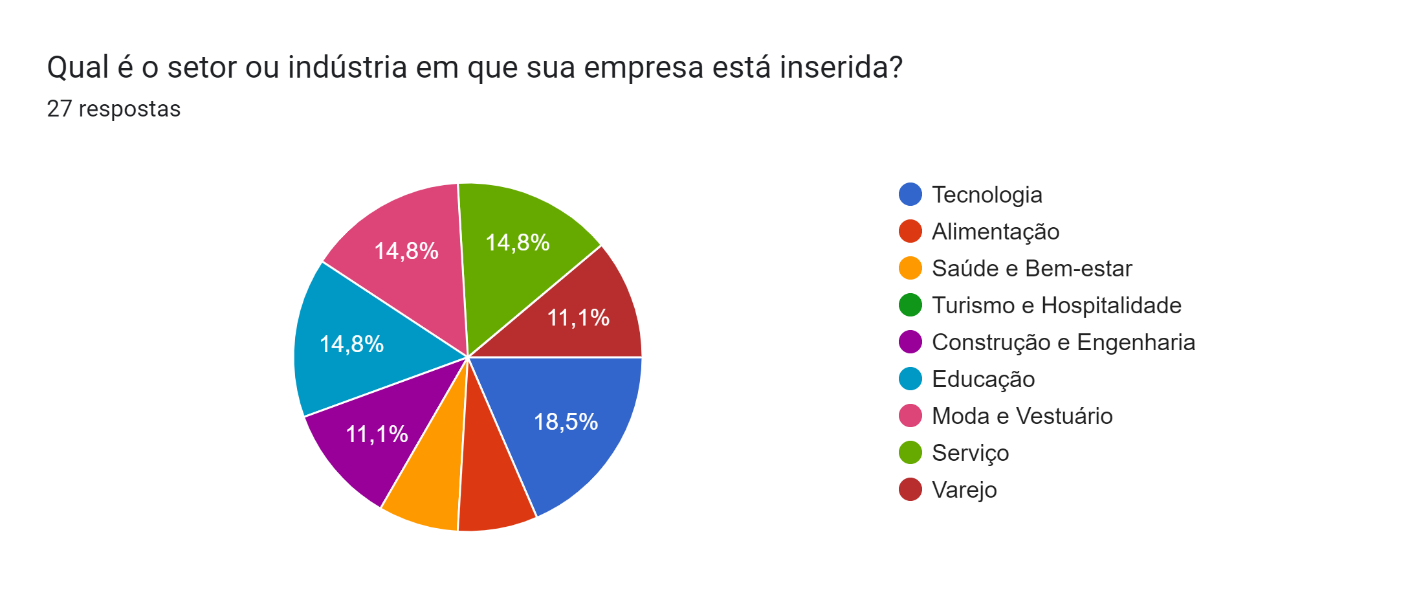 Qual é o setor ou indústria em que sua empresa está inserida?
27 respostas
14,8%
14,8%
11,1%
14,8%
18,5%
11,1%
Tecnologia
Alimentação
Saúde e Bem-estar
Turismo e Hospitalidade
Construção e Engenharia
Educação
Moda e Vestuário
Serviço
Varejo